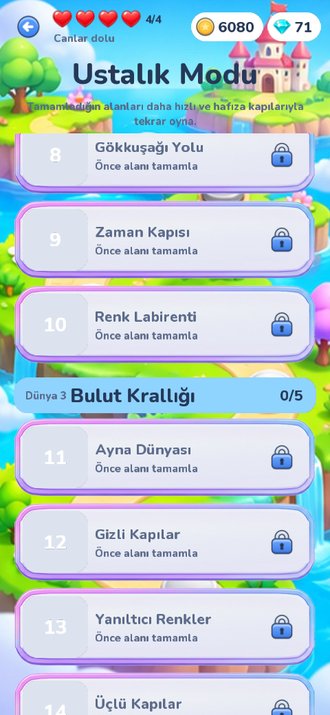 4/4
6080
71
Canlar dolu
Ustalık Modu
Tamamladığın alanları daha hızlı ve hafıza kapılarıyla
tekrar oyna.
8
Gökkuşağı Yolu
Önce alanı tamamla
9
Zaman Kapısı
Önce alanı tamamla
10
Renk Labirenti
Önce alanı tamamla
Dünya 3 Bulut Krallığı 0/5
11
Ayna Dünyası
Önce alanı tamamla
12
Gizli Kapılar
Önce alanı tamamla
13
Yanıltıcı Renkler
Önce alanı tamamla
14
Üçlü Kapılar